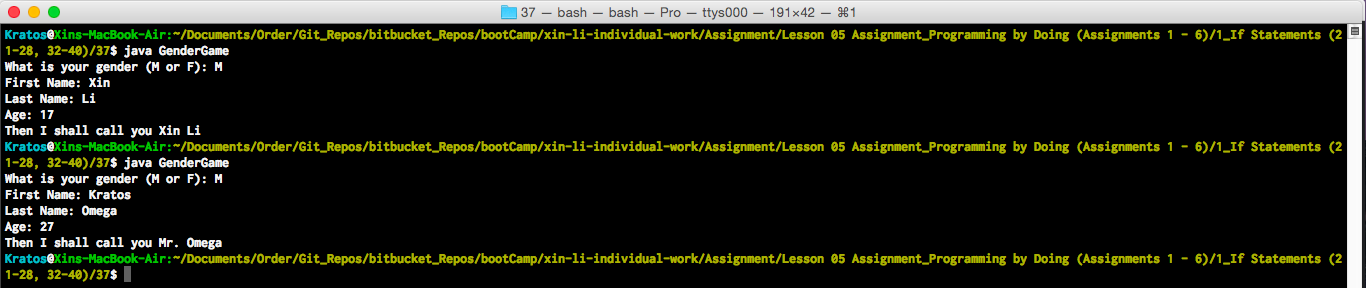 37 — bash — bash — Pro — ttys000 — 191×42 — ⌘1
Kratos@Xins-MacBook-Air:~/Documents/Order/Git_Repos/bitbucket_Repos/bootCamp/xin-li-individual-work/Assignment/Lesson 05 Assignment_Programming by Doing (Assignments 1 - 6)/1_If Statements (2
1-28, 32-40)/37$ java GenderGame
What is your gender (M or F): M
First Name: Xin
Last Name: Li
Age: 17
Then I shall call you Xin Li
Kratos@Xins-MacBook-Air:~/Documents/Order/Git_Repos/bitbucket_Repos/bootCamp/xin-li-individual-work/Assignment/Lesson 05 Assignment_Programming by Doing (Assignments 1 - 6)/1_If Statements (2
1-28, 32-40)/37$ java GenderGame
What is your gender (M or F): M
First Name: Kratos
Last Name: Omega
Age: 27
Then I shall call you Mr. Omega
Kratos@Xins-MacBook-Air:~/Documents/Order/Git_Repos/bitbucket_Repos/bootCamp/xin-li-individual-work/Assignment/Lesson 05 Assignment_Programming by Doing (Assignments 1 - 6)/1_If Statements (2
1-28, 32-40)/37$